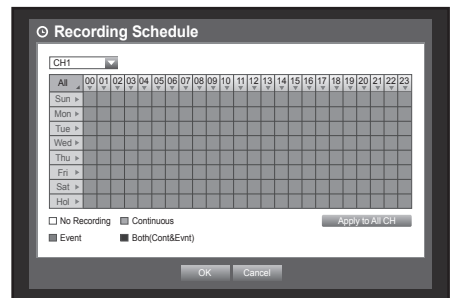 Recording Schedule
CH1
All 00 01 02 03 04 05 06 07 08 09 10 11 12 13 14 15 16 17 18 19 20 21 22 23
Sun
Mon
Tue
Wed
Thu
Fri
Sat
Hol
No Recording Continuous Apply to All CH
Event Both(Cont&Evnt)
OK Cancel